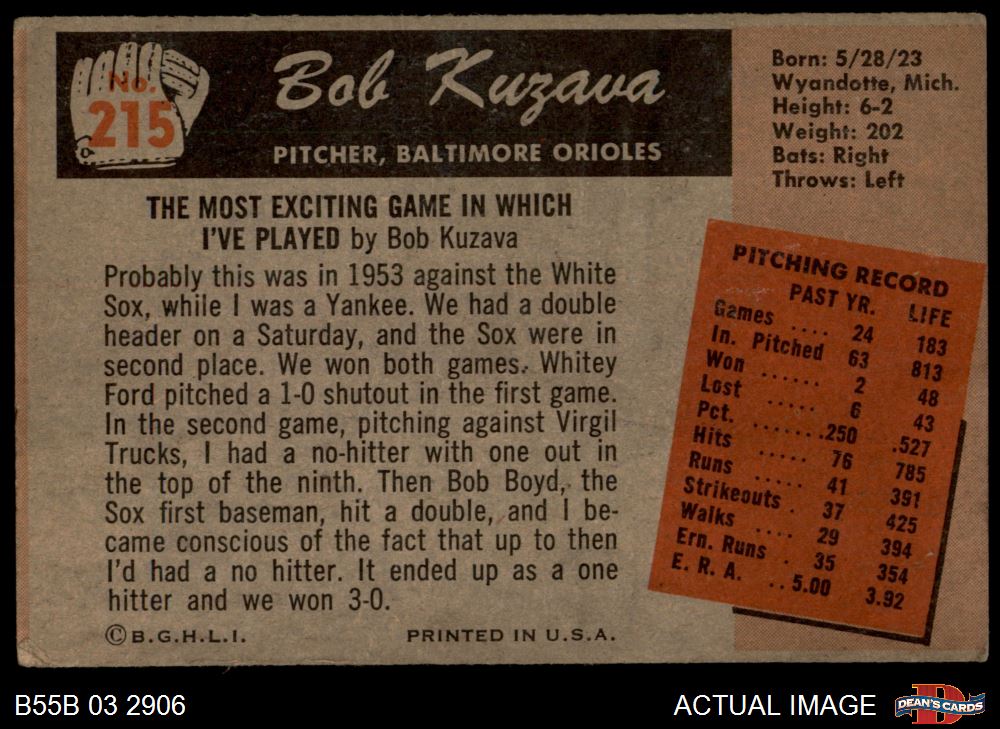 No.
215
Bob Kuzava
PITCHER, BALTIMORE ORIOLES
Born: 5/28/23
Wyandotte, Mich.
Height: 6-2
Weight: 202
Bats: Right
Throws: Left
THE MOST EXCITING GAME IN WHICH
I'VE PLAYED by Bob Kuzava
Probably this was in 1953 against the White
Sox, while I was a Yankee. We had a double
header on a Saturday, and the Sox were in
second place. We won both games. Whitey
Ford pitched a 1-0 shutout in the first game.
In the second game, pitching against Virgil
Trucks, I had a no-hitter with one out in
the top of the ninth. Then Bob Boyd, the
Sox first baseman, hit a double, and I be-
came conscious of the fact that up to then
I'd had a no hitter. It ended up as a one
hitter and we won 3-0.
©B.G.H.L.I. PRINTED IN U.S.A.
PITCHING RECORD
PAST YR. LIFE
Games .... 24 183
In. Pitched 63 813
Won ...... 2 48
Lost ..... 6 43
Pct. .......250 .527
Hits ..... 76 785
Runs ..... 41 391
Strikeouts . 37 425
Walks .... 29 394
Ern. Runs . 35 354
E. R. A. .. 5.00 3.92
B55B 03 2906
ACTUAL IMAGE
D
DEAN'S CARDS